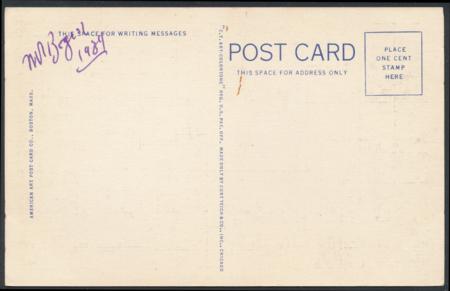 THIS SPACE FOR WRITING MESSAGES
1984
AMERICAN ART POST CARD CO., BOSTON, MASS.
"C.T. ART-COLORTONE" REG. U.S. PAT. OFF. MADE ONLY BY CURT TEICH & CO., INC., CHICAGO
POST CARD
THIS SPACE FOR ADDRESS ONLY
PLACE
ONE CENT
STAMP
HERE